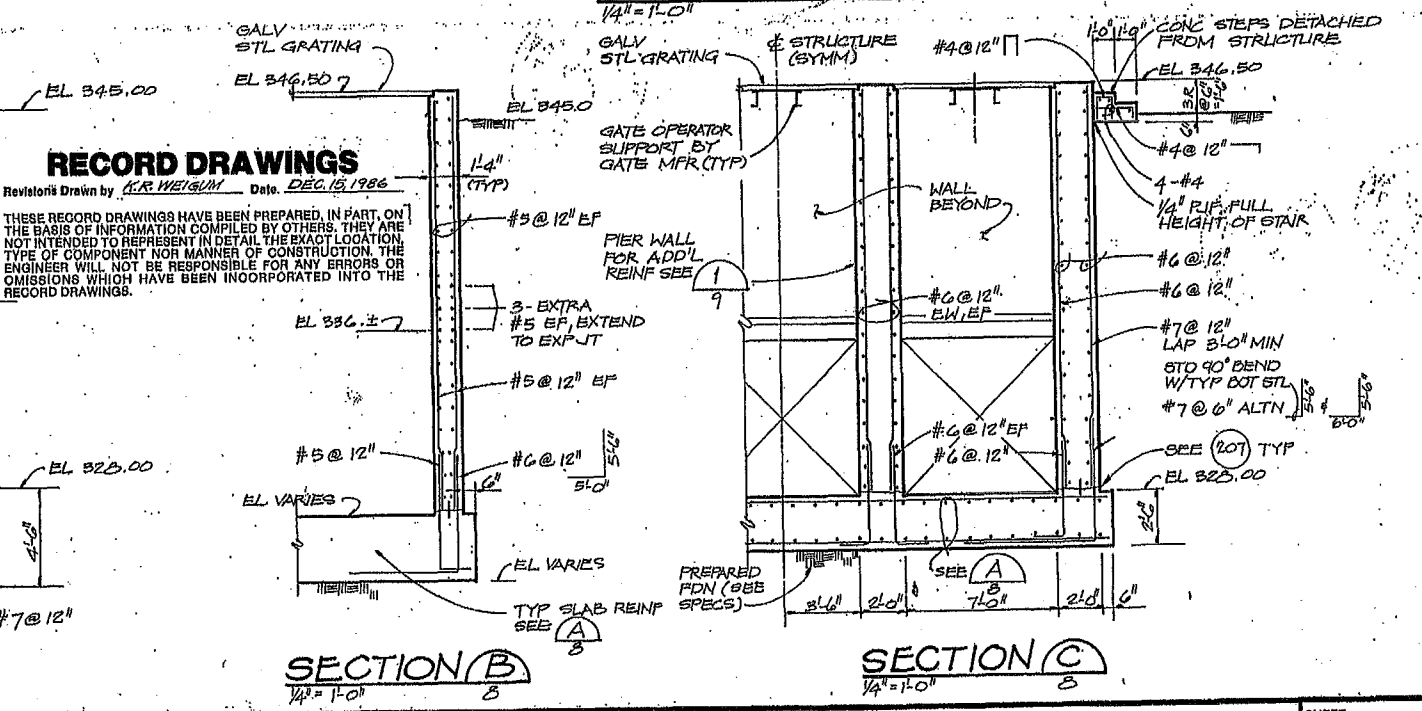 1/4"=1'-0"
GALV
STL GRATING
EL 346.50
EL 345.00
EL 345.0
RECORD DRAWINGS
Revisions Drawn by K.R. WEIGUM Date. DEC. 15, 1986
THESE RECORD DRAWINGS HAVE BEEN PREPARED, IN PART, ON
THE BASIS OF INFORMATION COMPILED BY OTHERS. THEY ARE
NOT INTENDED TO REPRESENT IN DETAIL THE EXACT LOCATION,
TYPE OF COMPONENT NOR MANNER OF CONSTRUCTION. THE
ENGINEER WILL NOT BE RESPONSIBLE FOR ANY ERRORS OR
OMISSIONS WHICH HAVE BEEN INCORPORATED INTO THE
RECORD DRAWINGS.
1'-4"
(TYP)
#5@12" EF
3-EXTRA
#5 EF, EXTEND
TO EXP JT
EL 336.±
#5@12" EF
#5@12"
#6@12"
5'-6"
5'-0"
6"
EL 328.00
4'-6"
#7@12"
EL VARIES
EL VARIES
TYP SLAB REINF
SEE A
8
SECTION B
1/4"=1'-0"
8
GALV
STL GRATING
℄ STRUCTURE
(SYMM)
#4@12"
1'-0" 1'-0"
CONC STEPS DETACHED
FROM STRUCTURE
EL 346.50
3 R
@ 6"
=1'-6"
GATE OPERATOR
SUPPORT BY
GATE MFR (TYP)
#4@12"
4-#4
1/4" PJF FULL
HEIGHT OF STAIR
WALL
BEYOND
PIER WALL
FOR ADD'L
REINF SEE
1
9
#6@12"
EW, EF
#6@12"
#6@12"
#7@12"
LAP 3'-0" MIN
STD 90° BEND
W/TYP BOT STL
#7@6" ALTN
5'-6"
&
5'-6"
6'-0"
#6@12" EF
#6@12"
SEE 207 TYP
EL 328.00
2'-6"
PREPARED
FDN (SEE
SPECS)
SEE A
8
3'-6"
2'-0"
7'-0"
2'-0"
6"
SECTION C
1/4"=1'-0"
8